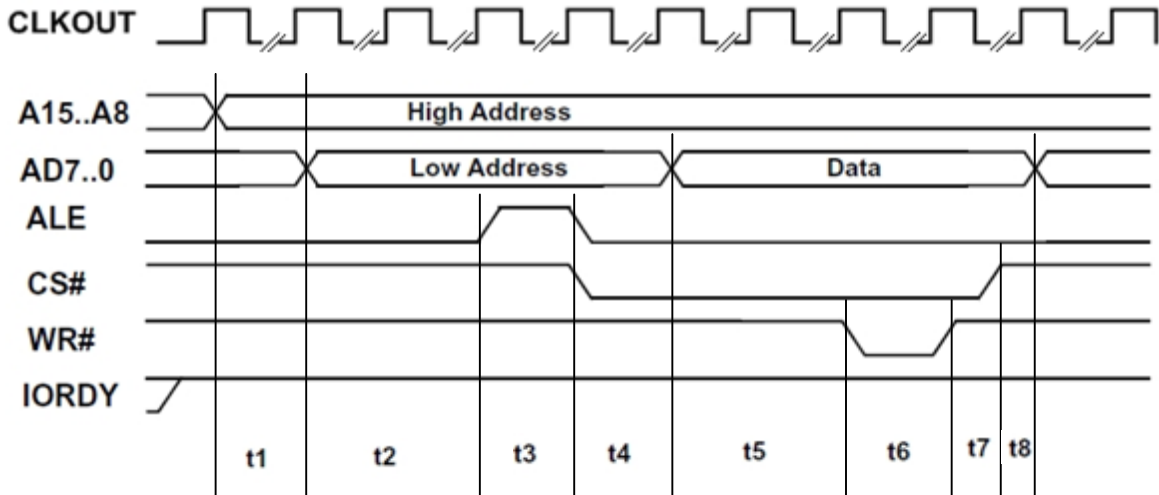 CLKOUT
A15..A8 High Address
AD7..0 Low Address Data
ALE
CS#
WR#
IORDY
t1 t2 t3 t4 t5 t6 t7 t8